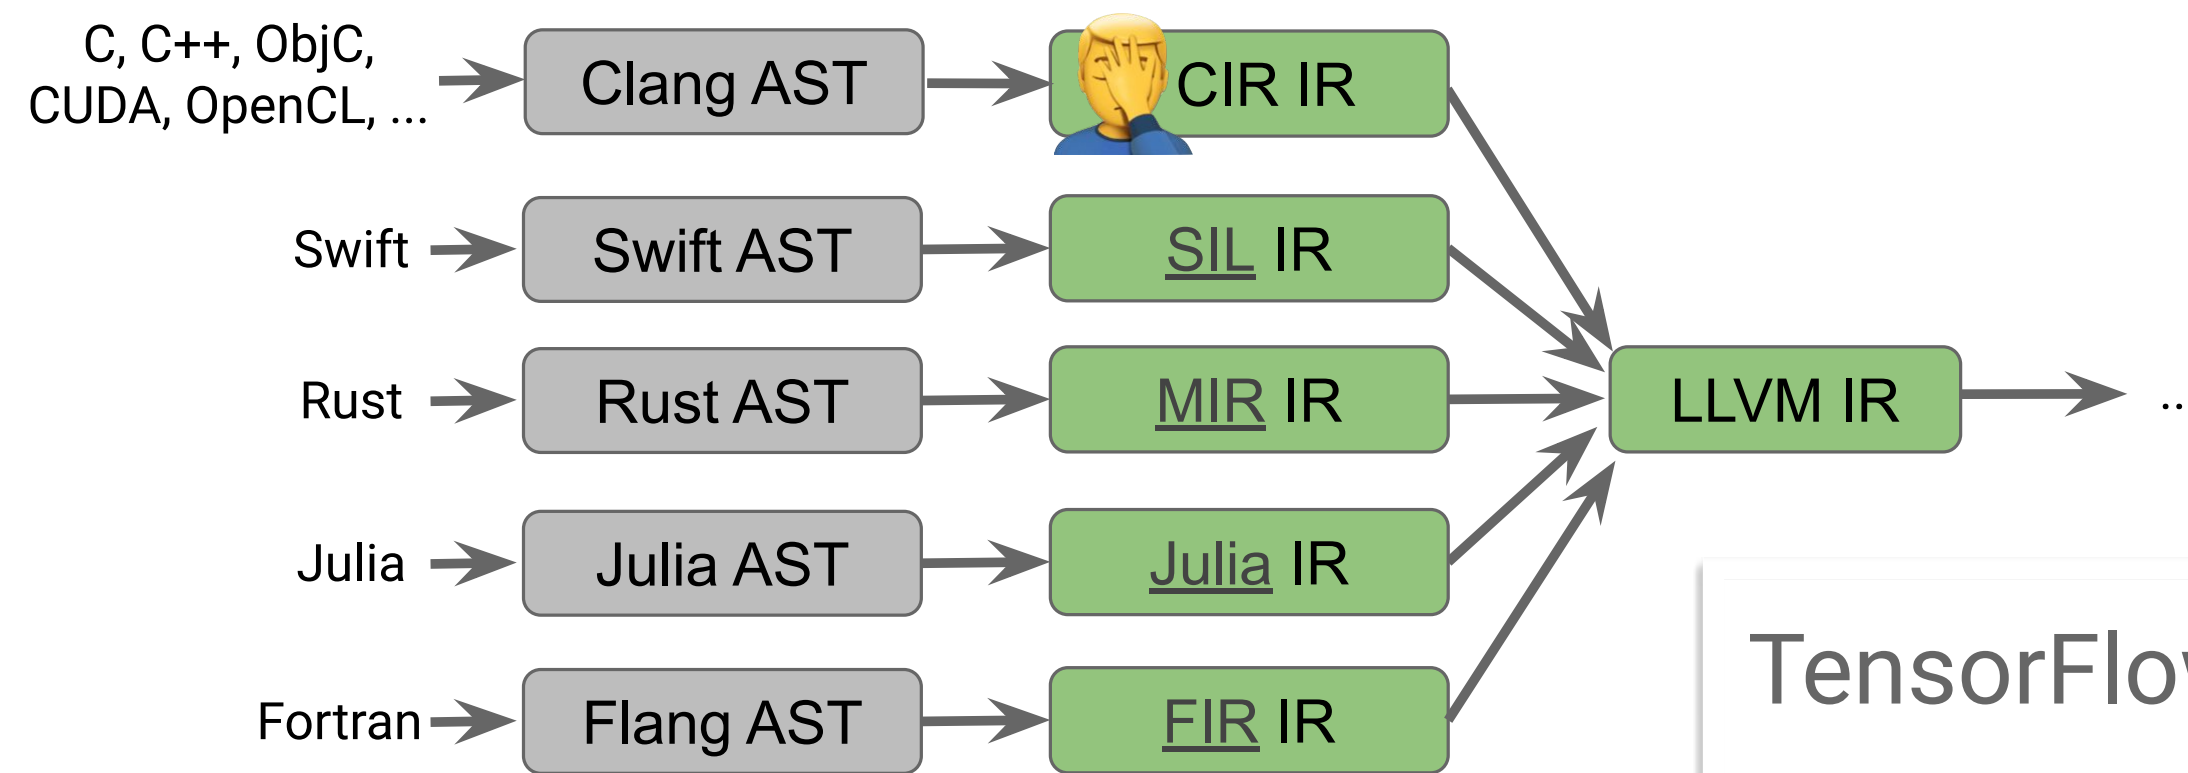 C, C++, ObjC,
CUDA, OpenCL, ...
Clang AST
CIR IR
Swift
Swift AST
SIL IR
Rust
Rust AST
MIR IR
LLVM IR
..
Julia
Julia AST
Julia IR
Fortran
Flang AST
FIR IR